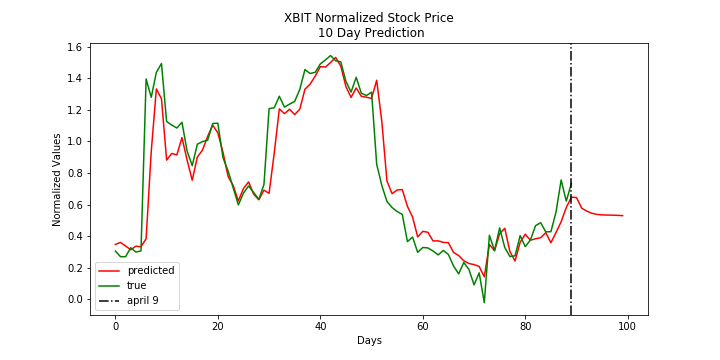 XBIT Normalized Stock Price
10 Day Prediction
Normalized Values
1.6
1.4
1.2
1.0
0.8
0.6
0.4
0.2
0.0
predicted
true
april 9
0 20 40 60 80 100
Days